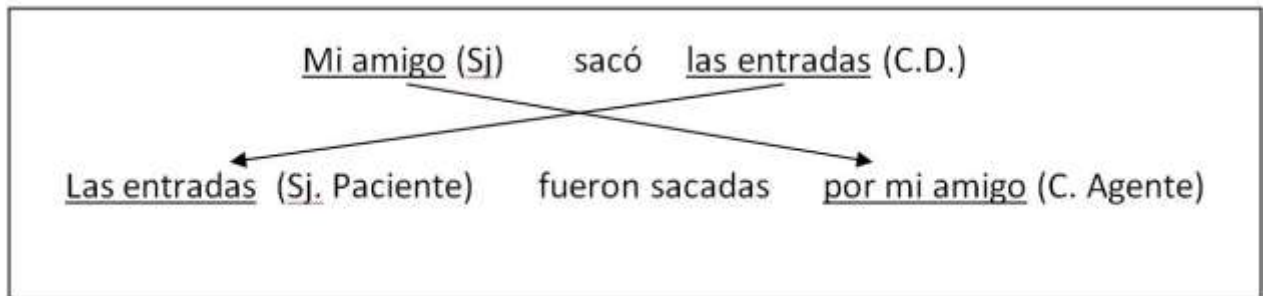 Mi amigo (Sj) sacó las entradas (C.D.)
Las entradas (Sj. Paciente) fueron sacadas por mi amigo (C. Agente)